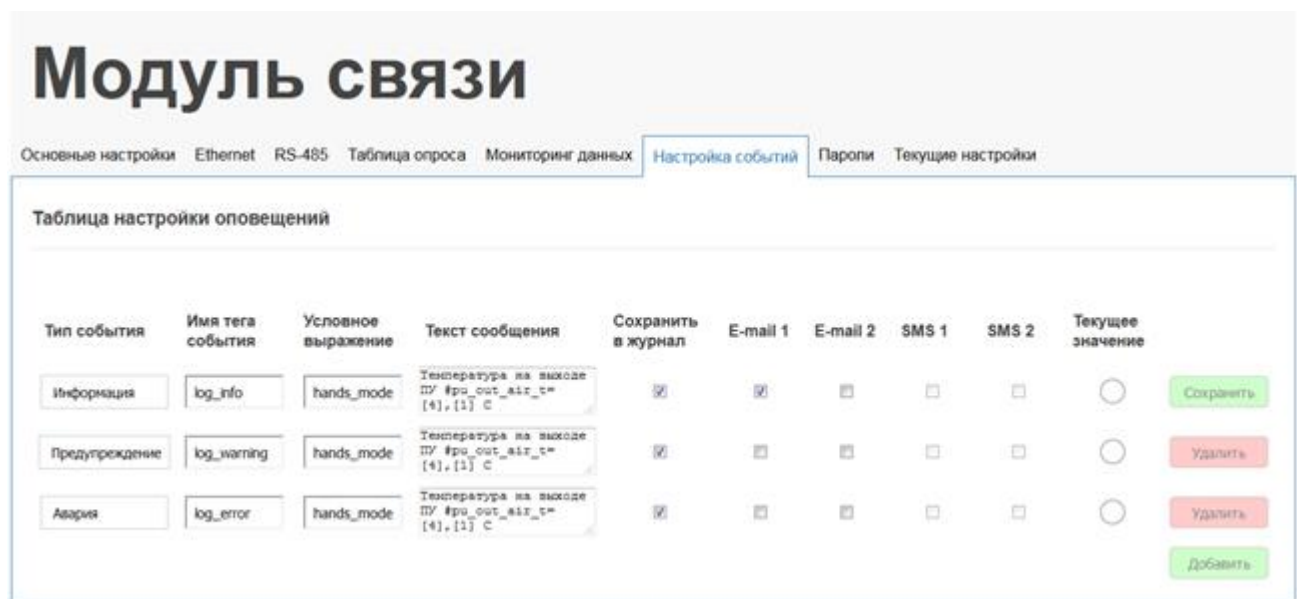 Модуль связи
Основные настройки Ethernet RS-485 Таблица опроса Мониторинг данных Настройка событий Пароли Текущие настройки
Таблица настройки оповещений
Тип события Имя тега события Условное выражение Текст сообщения Сохранить в журнал E-mail 1 E-mail 2 SMS 1 SMS 2 Текущее значение
Информация log_info hands_mode Температура на выходе ПУ #pu_out_air_t= [4],[1] C Сохранить
Предупреждение log_warning hands_mode Температура на выходе ПУ #pu_out_air_t= [4],[1] C Удалить
Авария log_error hands_mode Температура на выходе ПУ #pu_out_air_t= [4],[1] C Удалить
Добавить